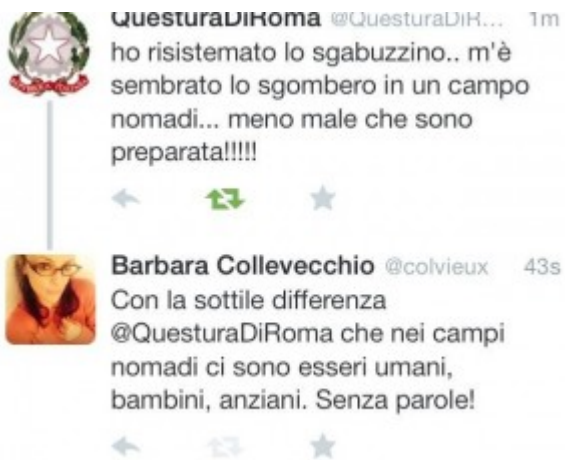 QuesturaDiRoma @QuesturaDiR... 1m
ho risistemato lo sgabuzzino.. m'è
sembrato lo sgombero in un campo
nomadi... meno male che sono
preparata!!!!!
Barbara Collevecchio @colvieux 43s
Con la sottile differenza
@QuesturaDiRoma che nei campi
nomadi ci sono esseri umani,
bambini, anziani. Senza parole!